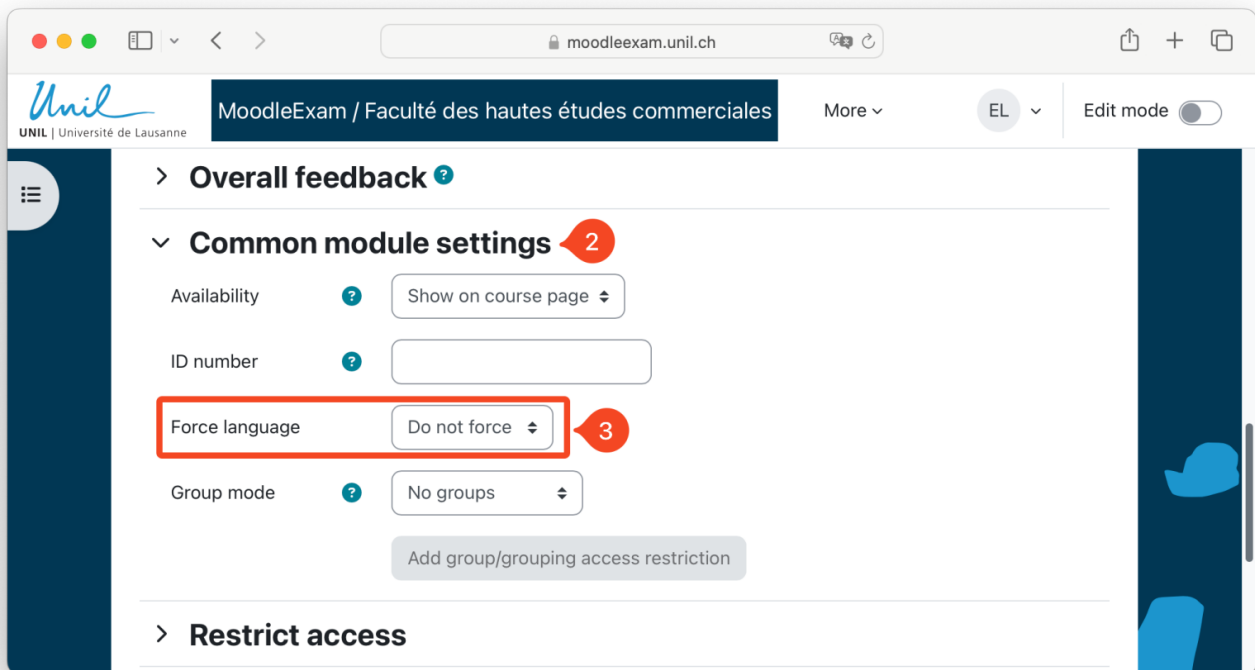 moodleexam.unil.ch
Unil
UNIL | Université de Lausanne
MoodleExam / Faculté des hautes études commerciales
More
EL
Edit mode
Overall feedback ?
Common module settings 2
Availability ? Show on course page
ID number ?
Force language Do not force 3
Group mode ? No groups
Add group/grouping access restriction
Restrict access